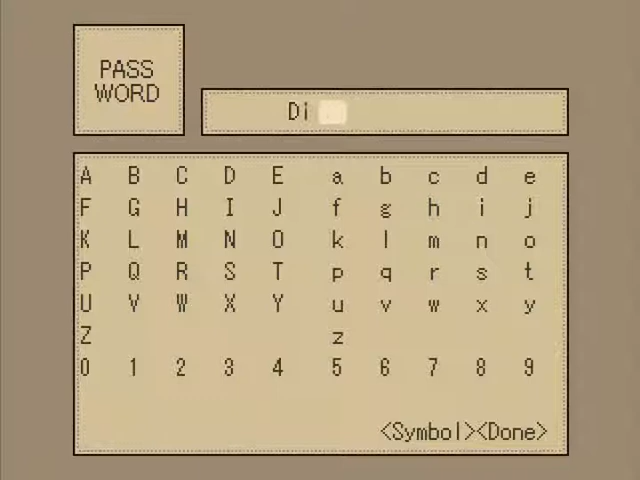 PASS
WORD
Di
A B C D E a b c d e
F G H I J f g h i j
K L M N O k l m n o
P Q R S T p q r s t
U V W X Y u v w x y
Z z
0 1 2 3 4 5 6 7 8 9
<Symbol><Done>